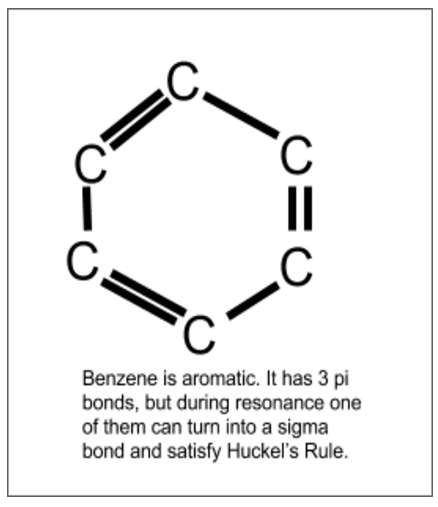 C
C
C
C
C
C
Benzene is aromatic. It has 3 pi
bonds, but during resonance one
of them can turn into a sigma
bond and satisfy Huckel's Rule.